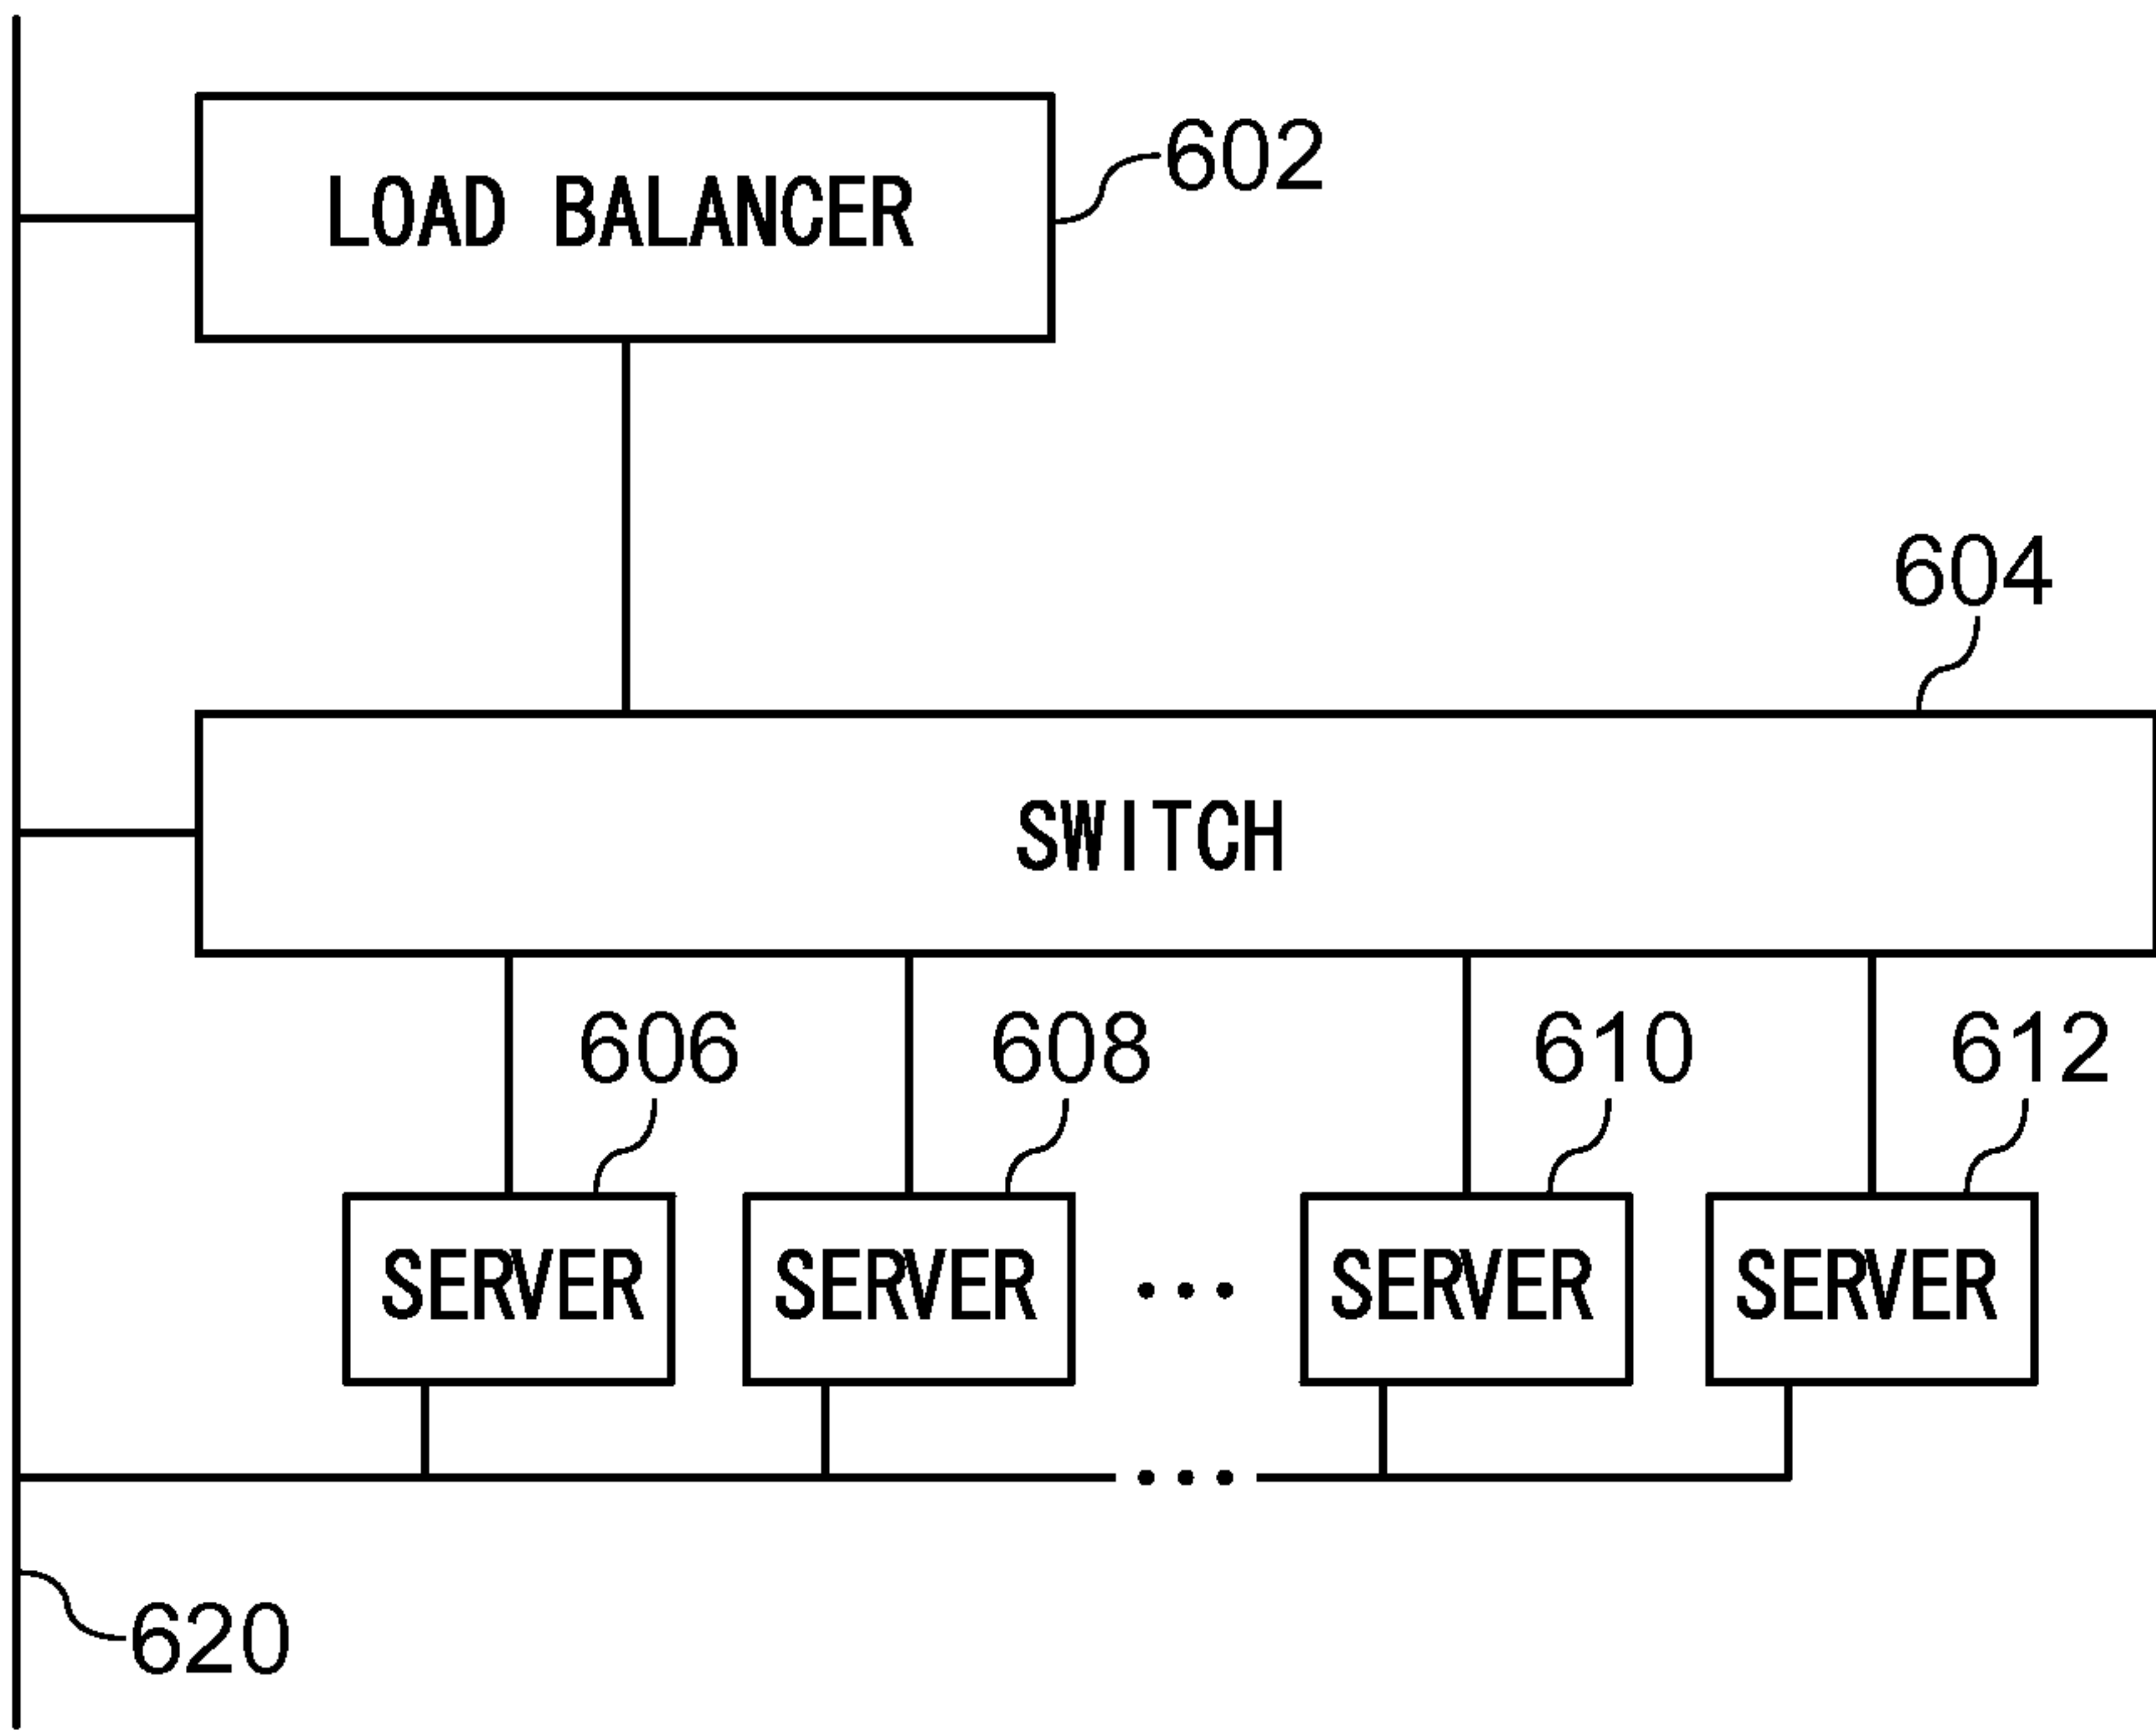 LOAD BALANCER
602
604
SWITCH
606 608 610 612
SERVER SERVER ... SERVER SERVER
...
620